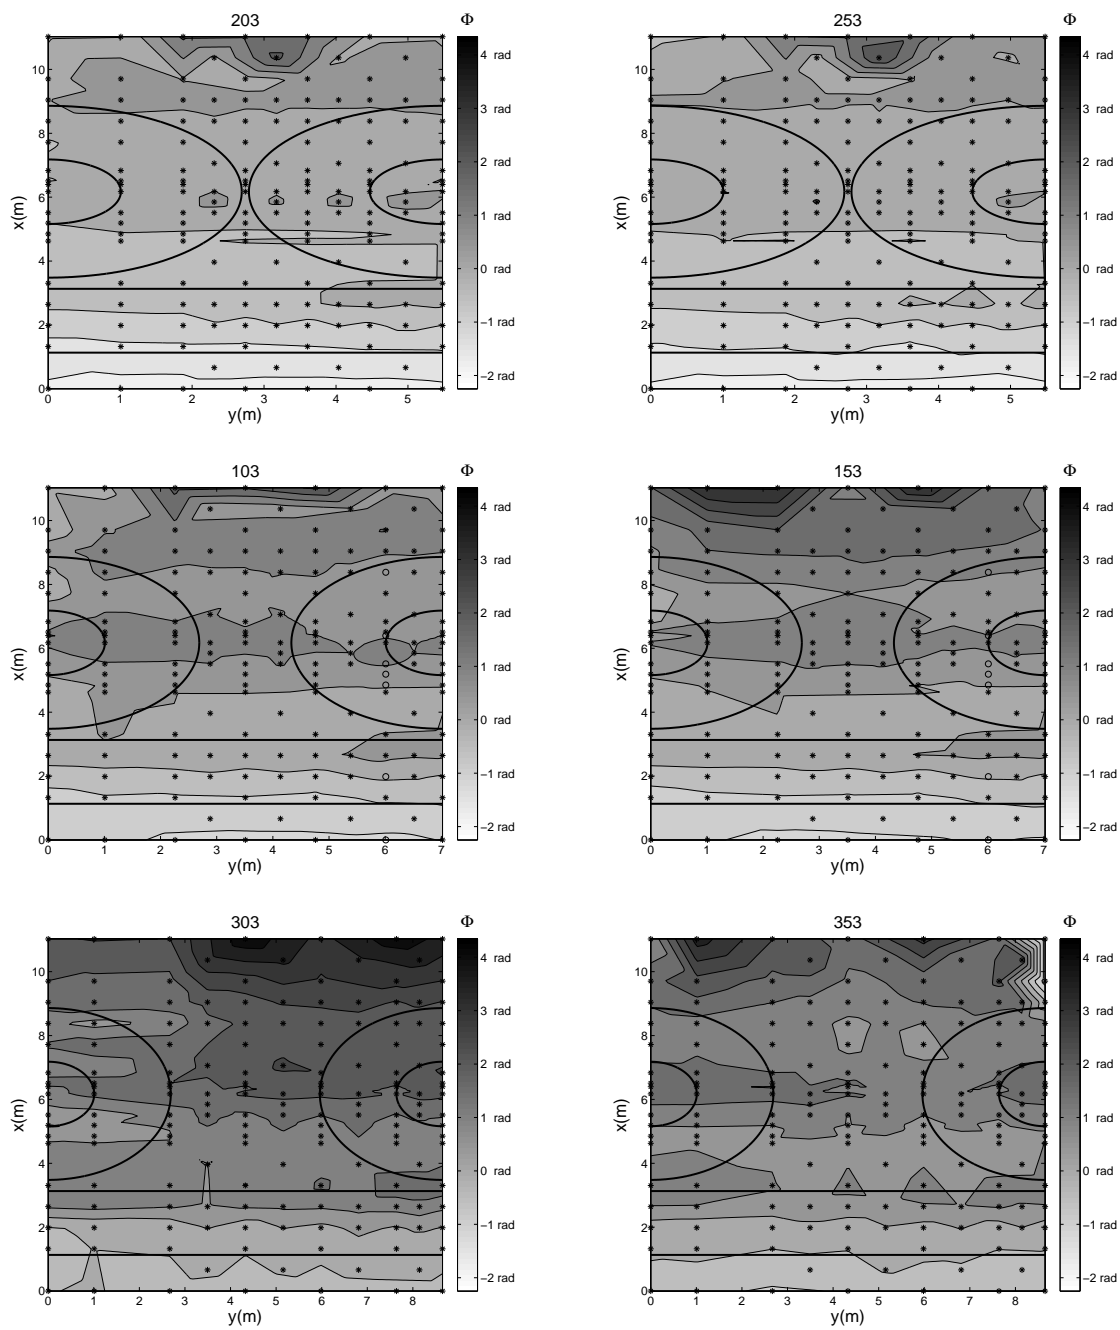 203 Φ
4 rad
10
3 rad
8
2 rad
6
1 rad
x(m)
0 rad
4
−1 rad
2
−2 rad
0
0 1 2 3 4 5
y(m)
253 Φ
4 rad
10
3 rad
8
2 rad
6
1 rad
x(m)
0 rad
4
−1 rad
2
−2 rad
0
0 1 2 3 4 5
y(m)
103 Φ
4 rad
10
3 rad
8
2 rad
6
1 rad
x(m)
0 rad
4
−1 rad
2
−2 rad
0
0 1 2 3 4 5 6 7
y(m)
153 Φ
4 rad
10
3 rad
8
2 rad
6
1 rad
x(m)
0 rad
4
−1 rad
2
−2 rad
0
0 1 2 3 4 5 6 7
y(m)
303 Φ
4 rad
10
3 rad
8
2 rad
6
1 rad
x(m)
0 rad
4
−1 rad
2
−2 rad
0
0 1 2 3 4 5 6 7 8
y(m)
353 Φ
4 rad
10
3 rad
8
2 rad
6
1 rad
x(m)
0 rad
4
−1 rad
2
−2 rad
0
0 1 2 3 4 5 6 7 8
y(m)